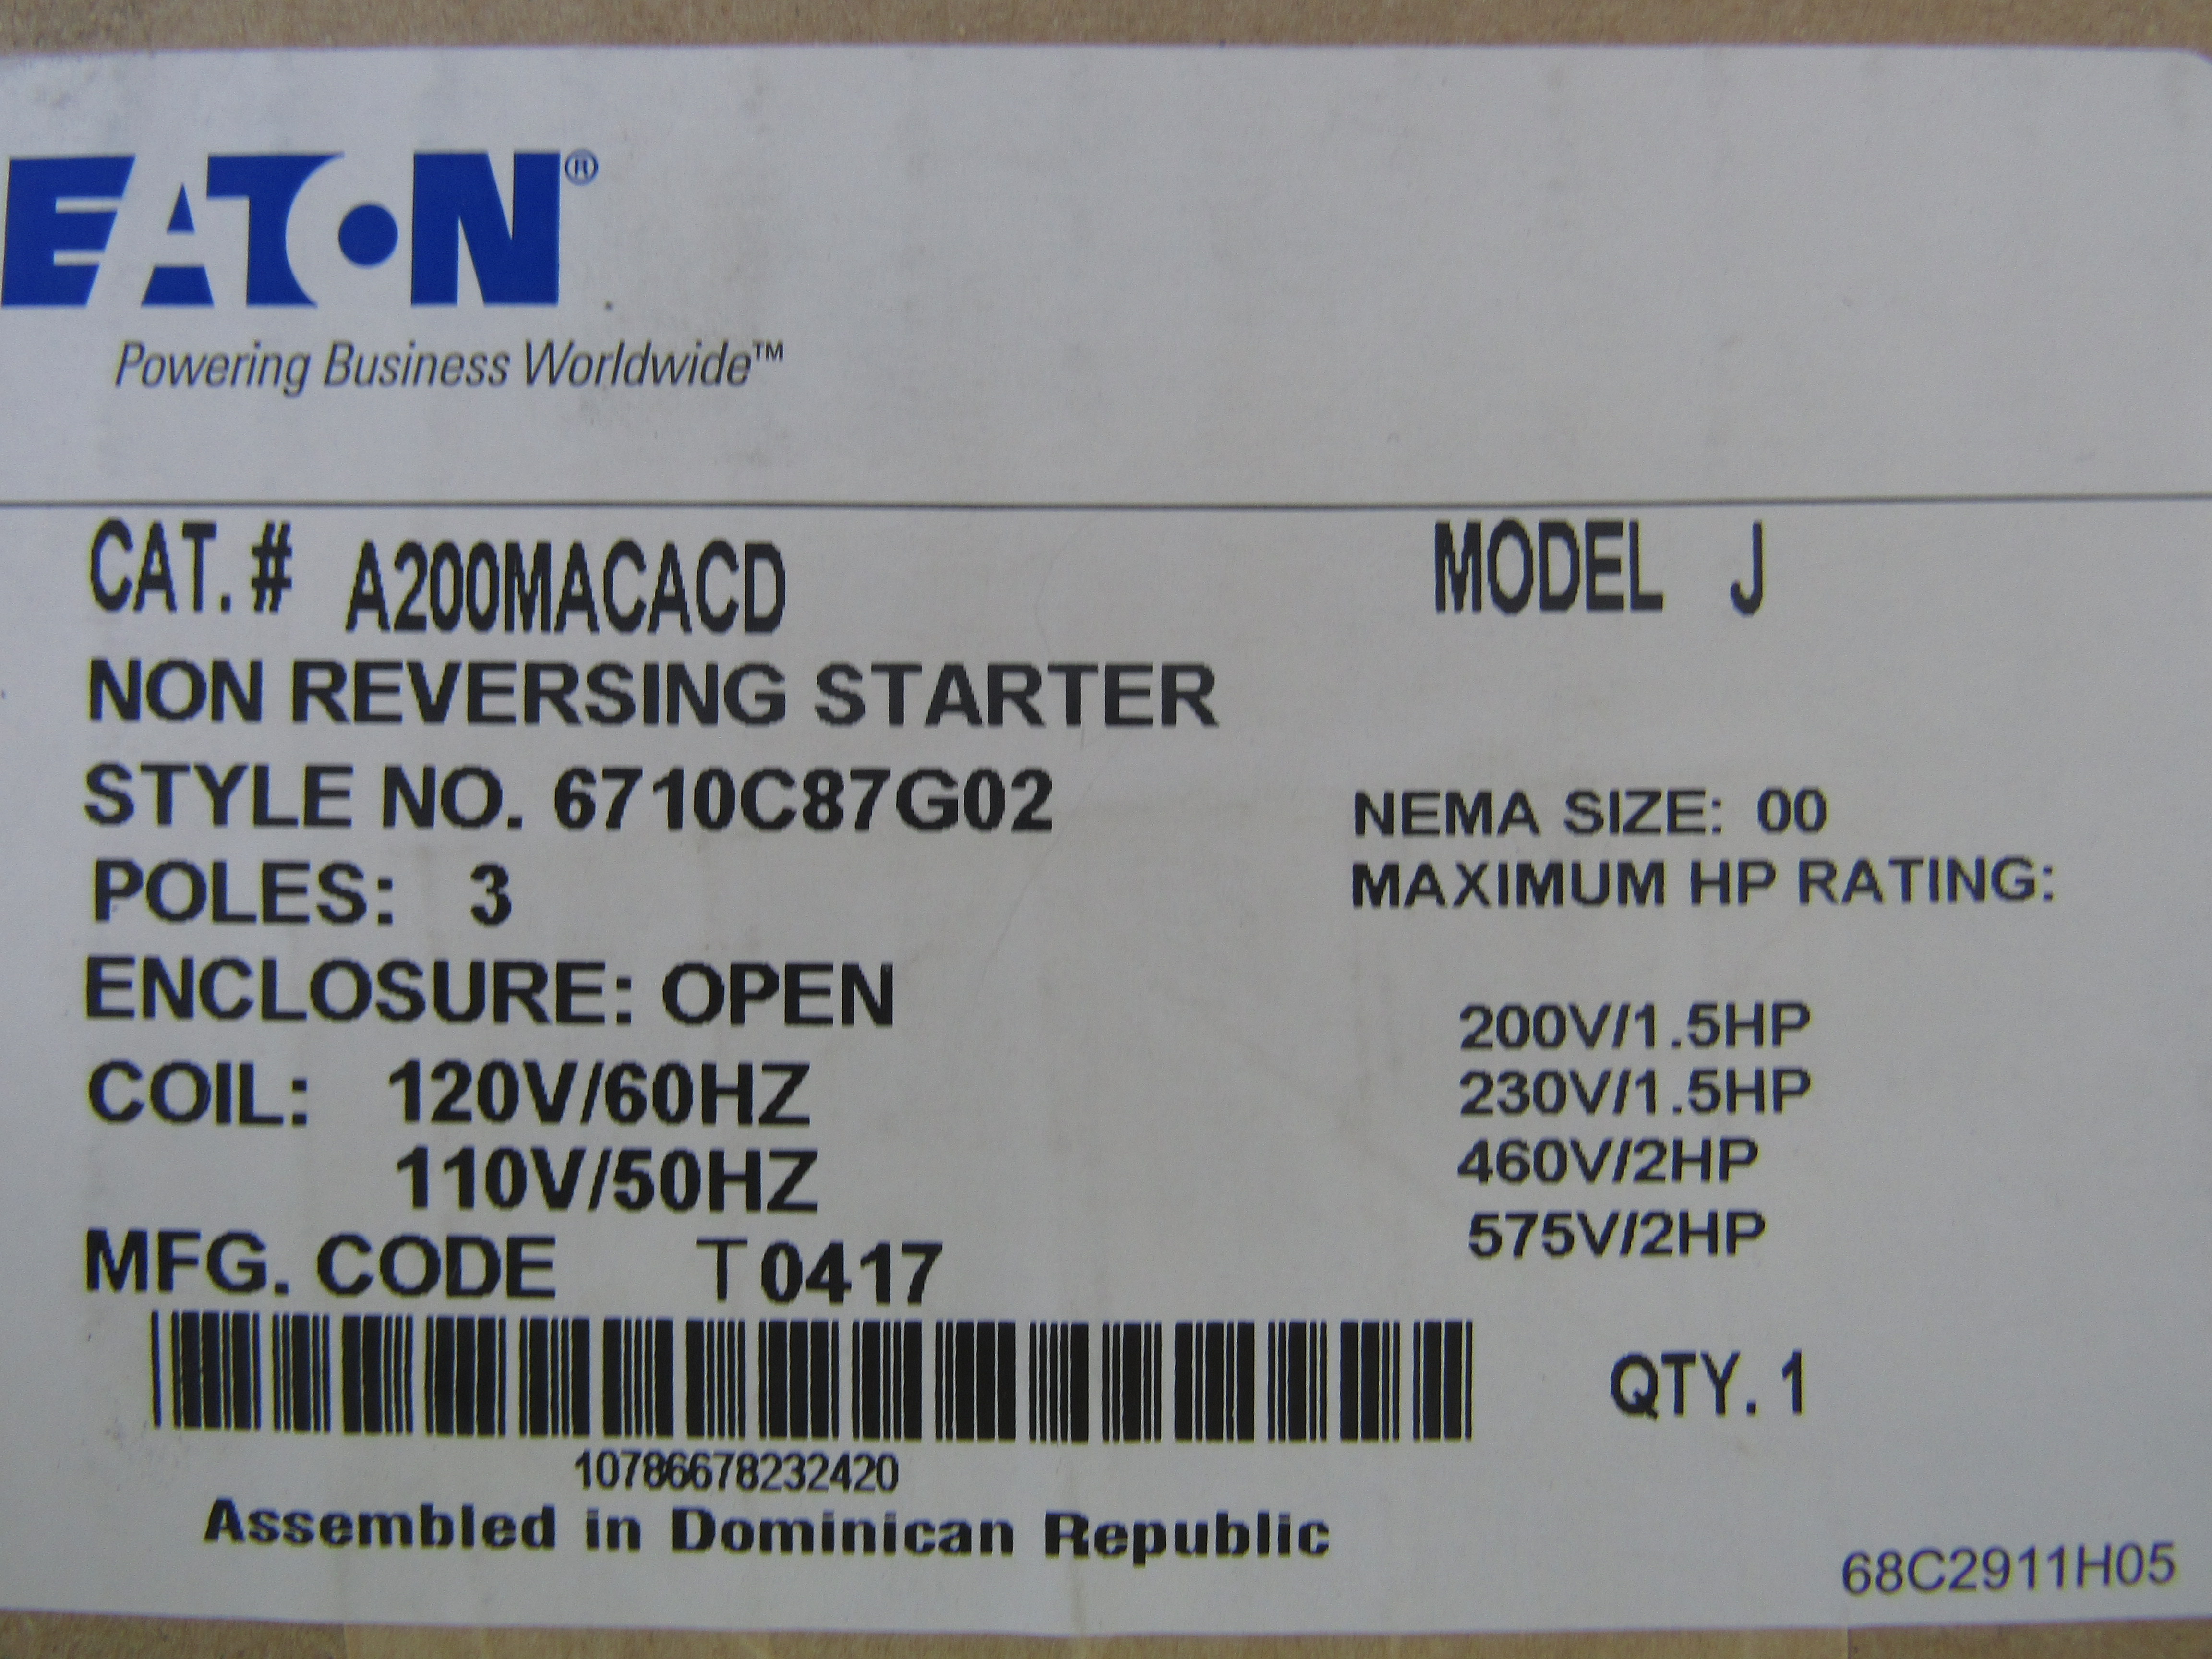 EATON®
Powering Business Worldwide™
CAT.# A200MACACD MODEL J
NON REVERSING STARTER
STYLE NO. 6710C87G02
NEMA SIZE: 00
POLES: 3
MAXIMUM HP RATING:
ENCLOSURE: OPEN
200V/1.5HP
COIL: 120V/60HZ
230V/1.5HP
110V/50HZ
460V/2HP
575V/2HP
MFG. CODE T0417
QTY. 1
10786678232420
Assembled in Dominican Republic
68C2911H05